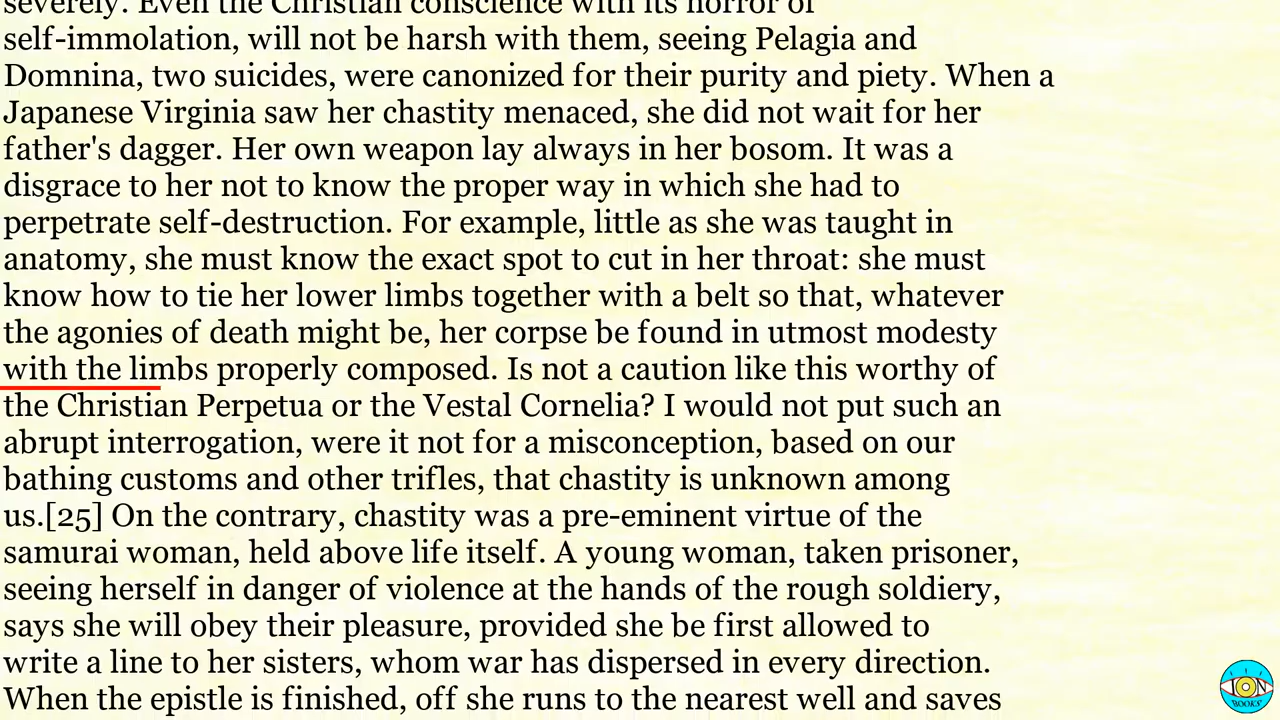 severely. Even the Christian conscience with its horror of
self-immolation, will not be harsh with them, seeing Pelagia and
Domnina, two suicides, were canonized for their purity and piety. When a
Japanese Virginia saw her chastity menaced, she did not wait for her
father's dagger. Her own weapon lay always in her bosom. It was a
disgrace to her not to know the proper way in which she had to
perpetrate self-destruction. For example, little as she was taught in
anatomy, she must know the exact spot to cut in her throat: she must
know how to tie her lower limbs together with a belt so that, whatever
the agonies of death might be, her corpse be found in utmost modesty
with the limbs properly composed. Is not a caution like this worthy of
the Christian Perpetua or the Vestal Cornelia? I would not put such an
abrupt interrogation, were it not for a misconception, based on our
bathing customs and other trifles, that chastity is unknown among
us.[25] On the contrary, chastity was a pre-eminent virtue of the
samurai woman, held above life itself. A young woman, taken prisoner,
seeing herself in danger of violence at the hands of the rough soldiery,
says she will obey their pleasure, provided she be first allowed to
write a line to her sisters, whom war has dispersed in every direction.
When the epistle is finished, off she runs to the nearest well and saves
ION
BOOKS